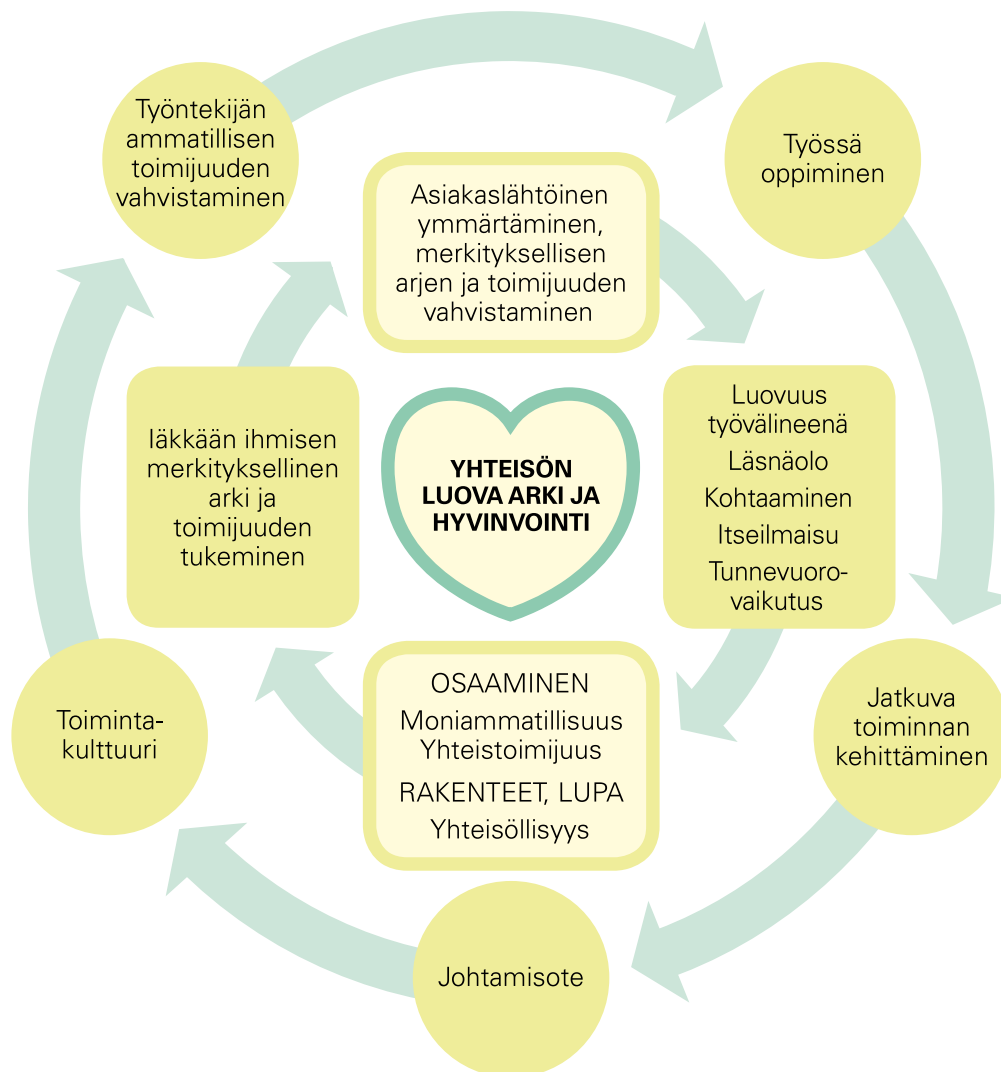 Työntekijän
ammatillisen
toimijuuden
vahvistaminen
Työssä
oppiminen
Asiakaslähtöinen
ymmärtäminen,
merkityksellisen
arjen ja toimijuuden
vahvistaminen
Iäkkään ihmisen
merkityksellinen
arki ja
toimijuuden
tukeminen
YHTEISÖN
LUOVA ARKI JA
HYVINVOINTI
Luovuus
työvälineenä
Läsnäolo
Kohtaaminen
Itseilmaisu
Tunnevuoro-
vaikutus
OSAAMINEN
Moniammatillisuus
Yhteistoimijuus
RAKENTEET, LUPA
Yhteisöllisyys
Toiminta-
kulttuuri
Jatkuva
toiminnan
kehittäminen
Johtamisote